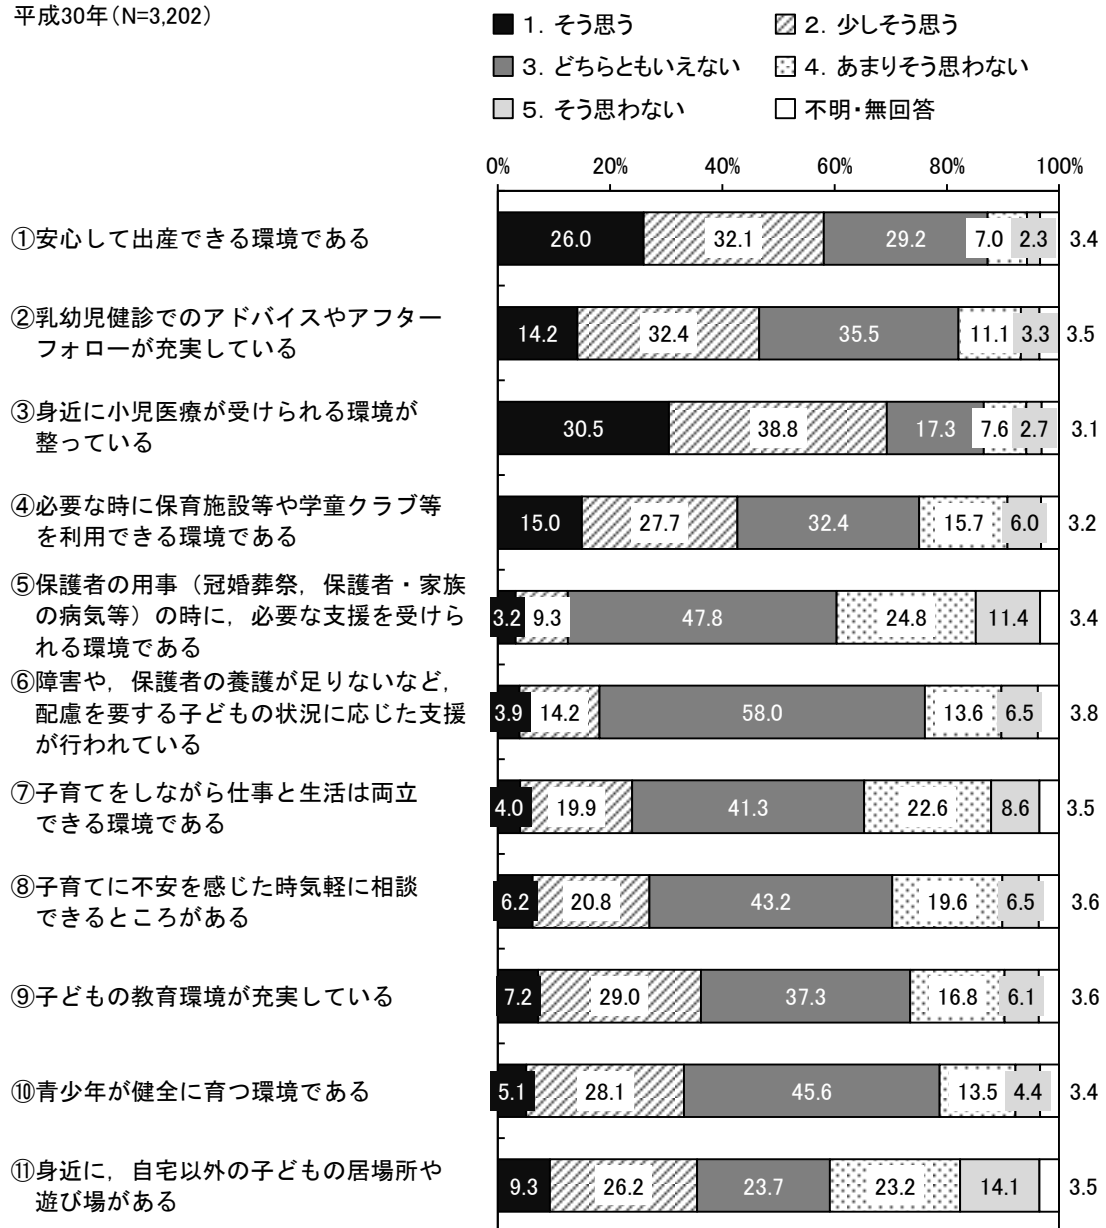 平成30年(N=3,202)
■ 1. そう思う
2. 少しそう思う
3. どちらともいえない
4. あまりそう思わない
5. そう思わない
不明・無回答
0% 20% 40% 60% 80% 100%
①安心して出産できる環境である
26.0 32.1 29.2 7.0 2.3 3.4
②乳幼児健診でのアドバイスやアフター
フォローが充実している
14.2 32.4 35.5 11.1 3.3 3.5
③身近に小児医療が受けられる環境が
整っている
30.5 38.8 17.3 7.6 2.7 3.1
④必要な時に保育施設等や学童クラブ等
を利用できる環境である
15.0 27.7 32.4 15.7 6.0 3.2
⑤保護者の用事（冠婚葬祭，保護者・家族
の病気等）の時に，必要な支援を受けら
れる環境である
3.2 9.3 47.8 24.8 11.4 3.4
⑥障害や，保護者の養護が足りないなど，
配慮を要する子どもの状況に応じた支援
が行われている
3.9 14.2 58.0 13.6 6.5 3.8
⑦子育てをしながら仕事と生活は両立
できる環境である
4.0 19.9 41.3 22.6 8.6 3.5
⑧子育てに不安を感じた時気軽に相談
できるところがある
6.2 20.8 43.2 19.6 6.5 3.6
⑨子どもの教育環境が充実している
7.2 29.0 37.3 16.8 6.1 3.6
⑩青少年が健全に育つ環境である
5.1 28.1 45.6 13.5 4.4 3.4
⑪身近に，自宅以外の子どもの居場所や
遊び場がある
9.3 26.2 23.7 23.2 14.1 3.5